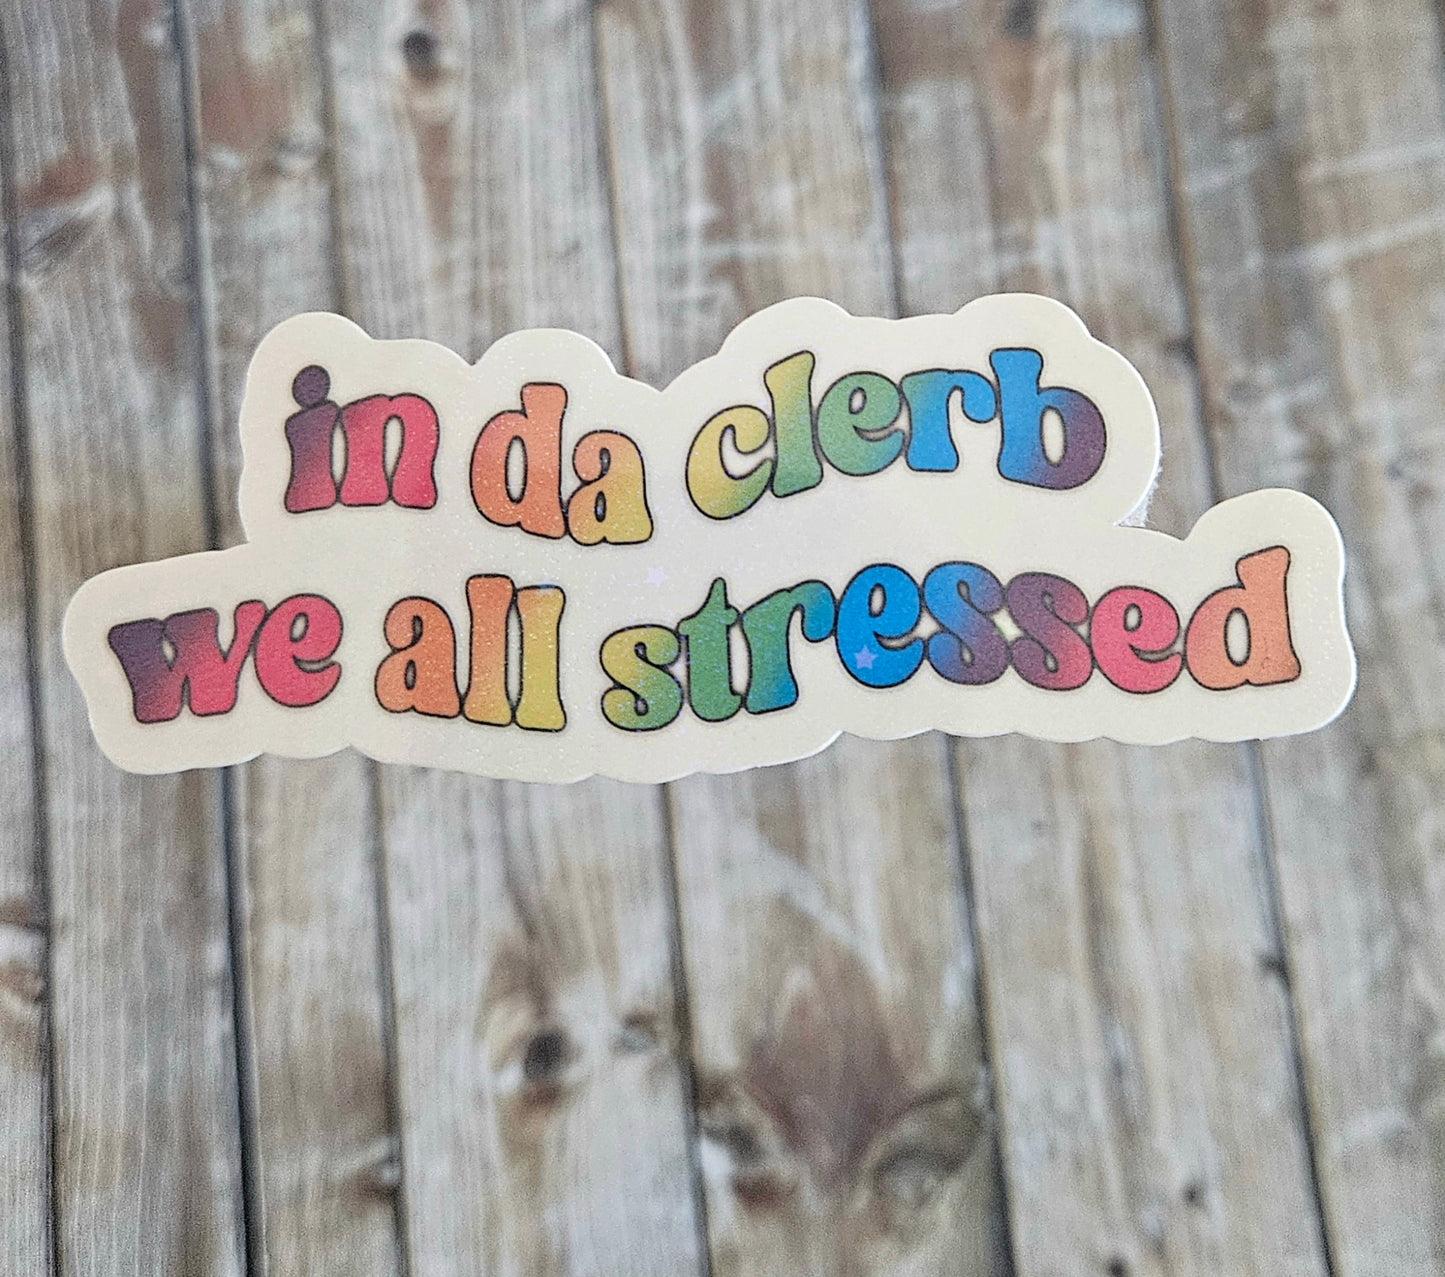 in da clerb
we all stressed